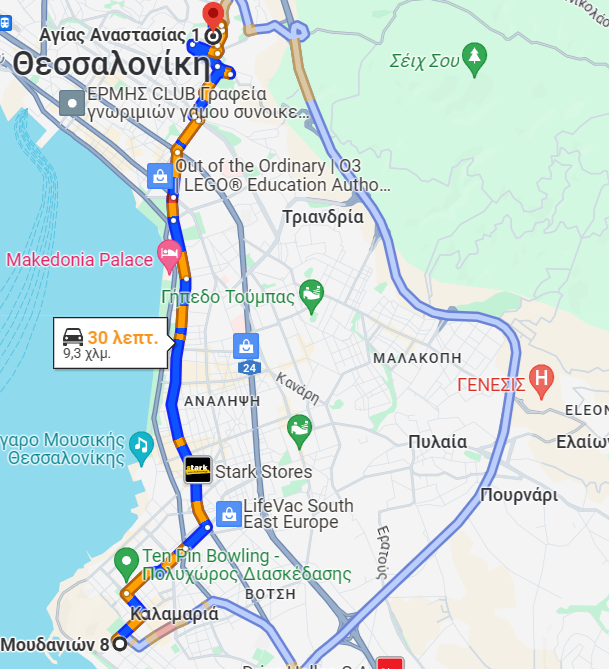 Αγίας Αναστασίας 1
Θεσσαλονίκη
Σέιχ Σου
ΕΡΜΗΣ CLUB Γραφεία
γνωριμιών γάμου συνοικε...
Out of the Ordinary | O3
| LEGO® Education Autho...
Τριανδρία
Makedonia Palace
Γήπεδο Τούμπας
30 λεπτ.
9,3 χλμ.
24
ΜΑΛΑΚΟΠΗ
Κανάρη
ΓΕΝΕΣΙΣ
H
ΑΝΑΛΗΨΗ
ELEON
γαρο Μουσικής
Θεσσαλονίκης
Πυλαία
Ελαίων
stark
Stark Stores
Πουρνάρι
LifeVac South
East Europe
Ερατούς
Ten Pin Bowling -
Πολυχώρος Διασκέδασης
ΒΟΤΣΗ
Καλαμαριά
Μουδανιών 8